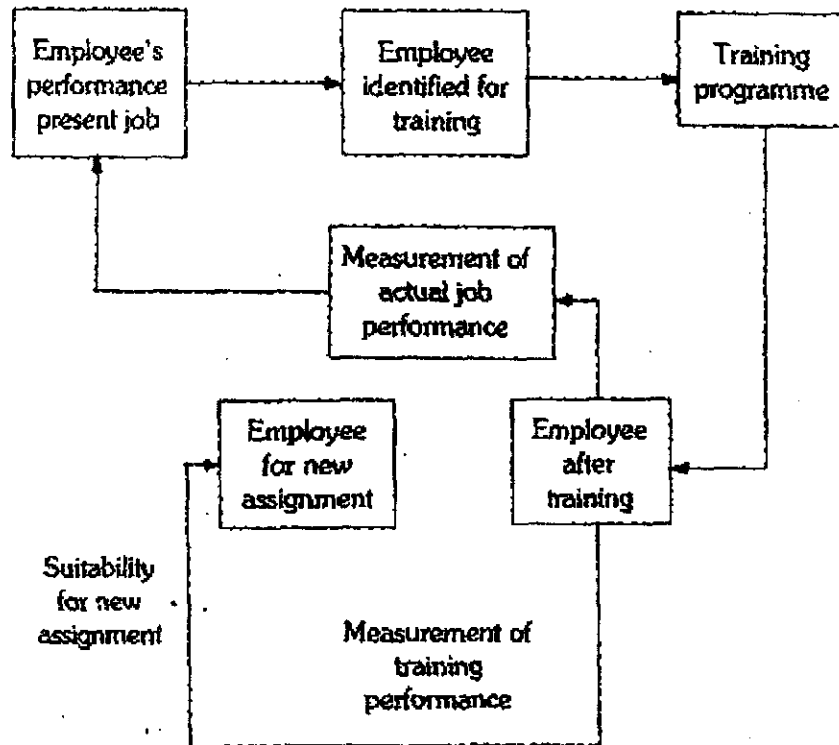 Employee's
performance
present job
Employee
identified for
training
Training
programme
Measurement of
actual job
performance
Employee
for new
assignment
Employee
after
training
Suitability
for new
assignment
Measurement of
training
performance